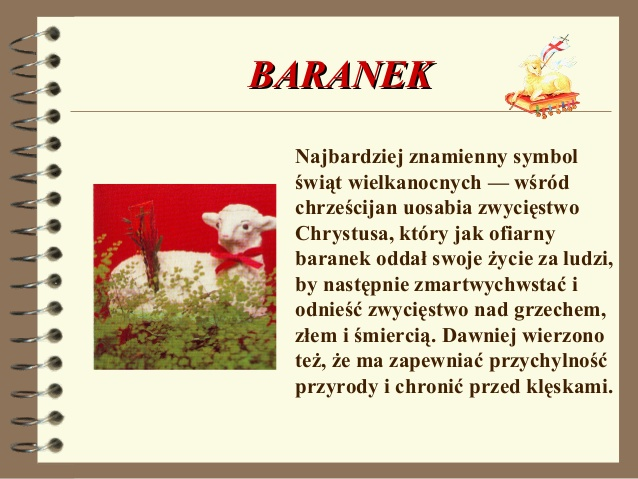 BARANEK
Najbardziej znamienny symbol
świąt wielkanocnych — wśród
chrześcijan uosabia zwycięstwo
Chrystusa, który jak ofiarny
baranek oddał swoje życie za ludzi,
by następnie zmartwychwstać i
odnieść zwycięstwo nad grzechem,
złem i śmiercią. Dawniej wierzono
też, że ma zapewniać przychylność
przyrody i chronić przed klęskami.